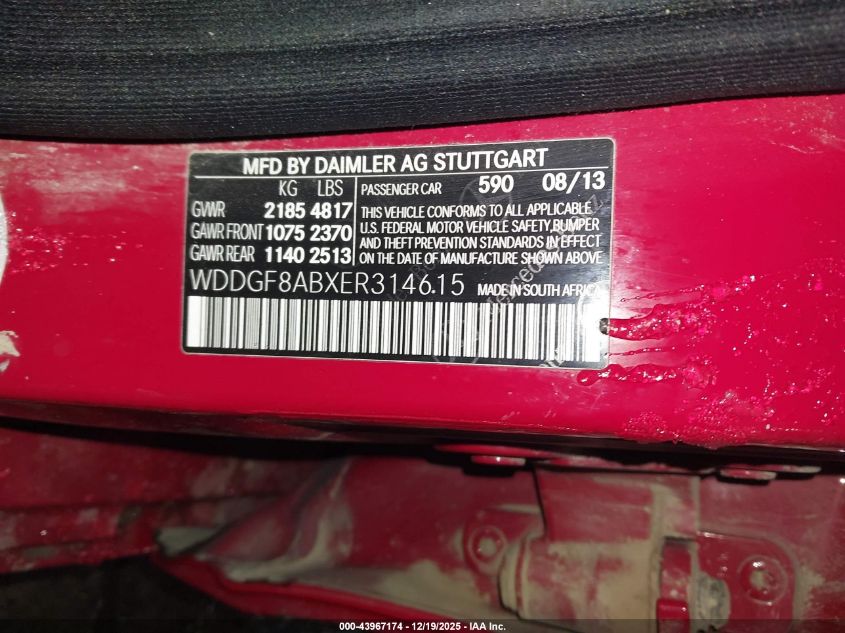 MFD BY DAIMLER AG STUTTGART
KG LBS
GVWR 2185 4817
GAWR FRONT 1075 2370
GAWR REAR 1140 2513
PASSENGER CAR 590 08/13
THIS VEHICLE CONFORMS TO ALL APPLICABLE
U.S. FEDERAL MOTOR VEHICLE SAFETY, BUMPER
AND THEFT PREVENTION STANDARDS IN EFFECT
ON THE DATE OF MANUFACTURE SHOWN ABOVE
WDDGF8ABXER314615 MADE IN SOUTH AFRICA
000-43967174 - 12/19/2025 - IAA Inc.